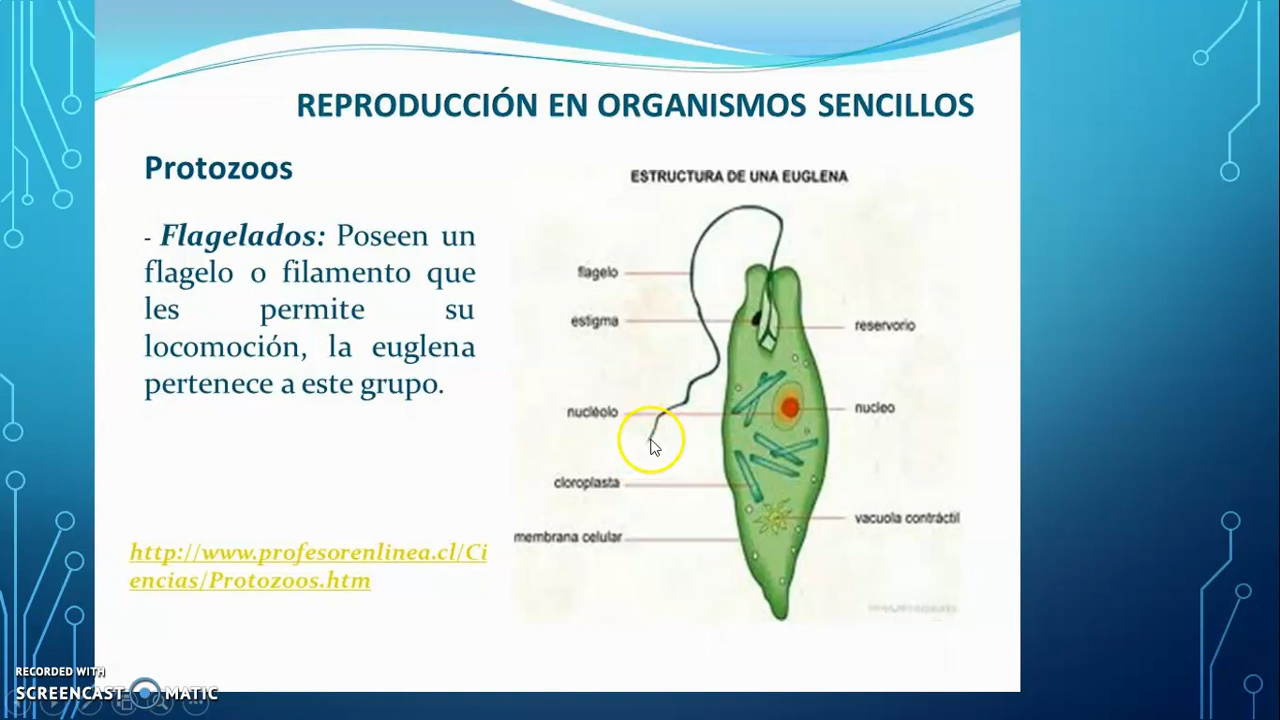 REPRODUCCIÓN EN ORGANISMOS SENCILLOS
Protozoos
- Flagelados: Poseen un
flagelo o filamento que
les permite su
locomoción, la euglena
pertenece a este grupo.
http://www.profesorenlinea.cl/Ci
encias/Protozoos.htm
ESTRUCTURA DE UNA EUGLENA
flagelo
estigma
reservorio
nucléolo
nucleo
cloroplasta
vacuola contráctil
membrana celular
RECORDED WITH
SCREENCAST MATIC